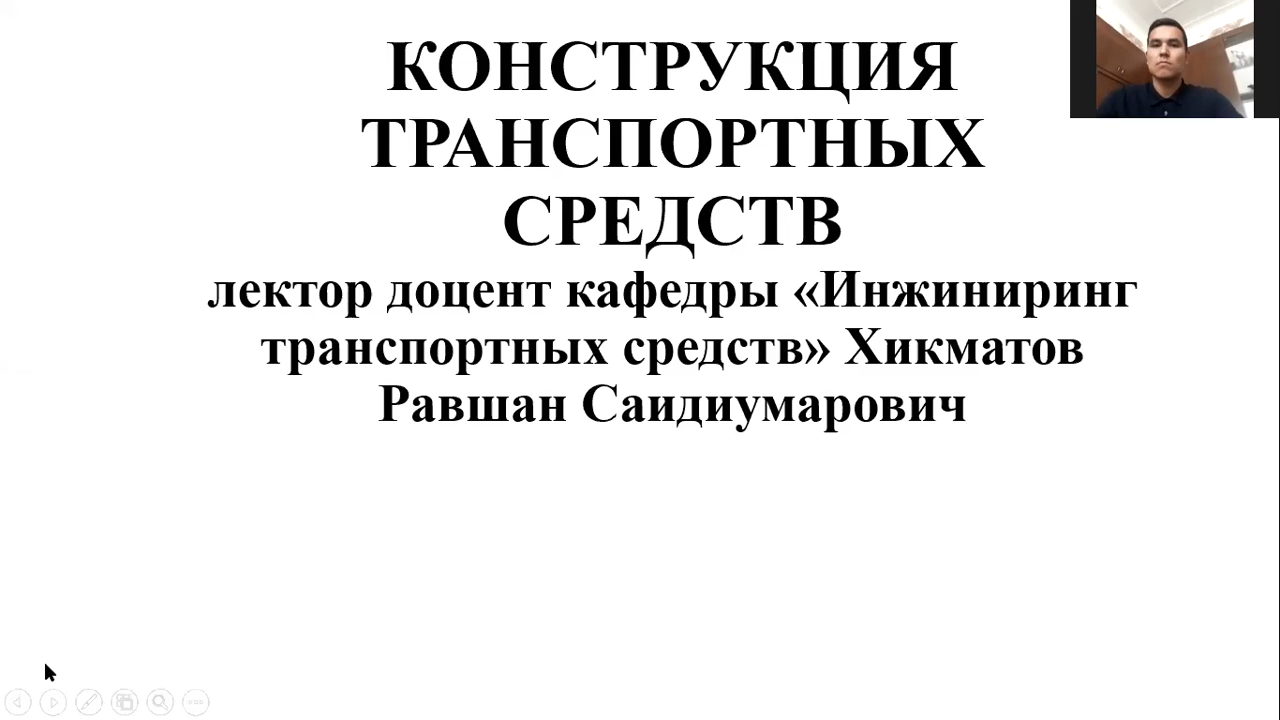 КОНСТРУКЦИЯ
ТРАНСПОРТНЫХ
СРЕДСТВ
лектор доцент кафедры «Инжиниринг
транспортных средств» Хикматов
Равшан Саидиумарович